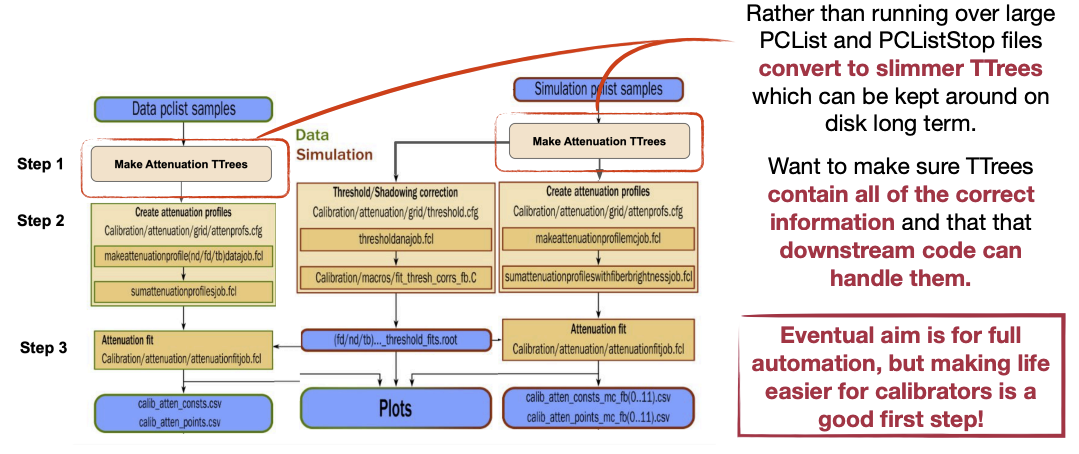 Rather than running over large
PCList and PCListStop files
convert to slimmer TTrees
which can be kept around on
disk long term.
Want to make sure TTrees
contain all of the correct
information and that that
downstream code can
handle them.
Eventual aim is for full
automation, but making life
easier for calibrators is a
good first step!
Data pclist samples
Simulation pclist samples
Data
Simulation
Step 1
Make Attenuation TTrees
Make Attenuation TTrees
Step 2
Create attenuation profiles
Calibration/attenuation/grid/attenprofs.cfg
makeattenuationprofile(nd/fd/tb)datajob.fcl
sumattenuationprofilesjob.fcl
Threshold/Shadowing correction
Calibration/attenuation/grid/threshold.cfg
thresholdanajob.fcl
Calibration/macros/fit_thresh_corrs_fb.C
Create attenuation profiles
Calibration/attenuation/grid/attenprofs.cfg
makeattenuationprofilemcjob.fcl
sumattenuationprofileswithfiberbrightnessjob.fcl
Step 3
Attenuation fit
Calibration/attenuation/attenuationfitjob.fcl
(fd/nd/tb)..._threshold_fits.root
Attenuation fit
Calibration/attenuation/attenuationfitjob.fcl
calib_atten_consts.csv
calib_atten_points.csv
Plots
calib_atten_consts_mc_fb(0..11).csv
calib_atten_points_mc_fb(0..11).csv